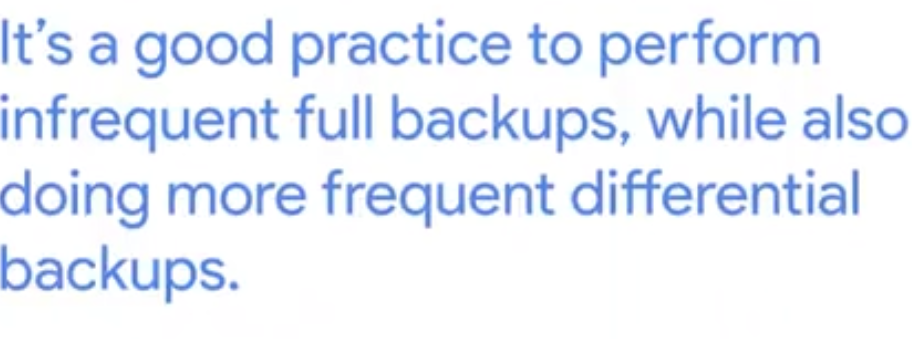 It’s a good practice to perform
infrequent full backups, while also
doing more frequent differential
backups.